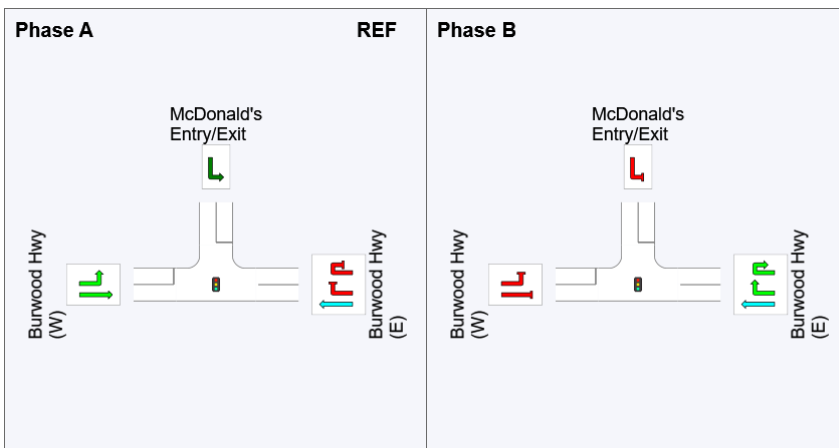 Phase A
REF
McDonald's
Entry/Exit
Burwood Hwy
(W)
Burwood Hwy
(E)
Phase B
McDonald's
Entry/Exit
Burwood Hwy
(W)
Burwood Hwy
(E)